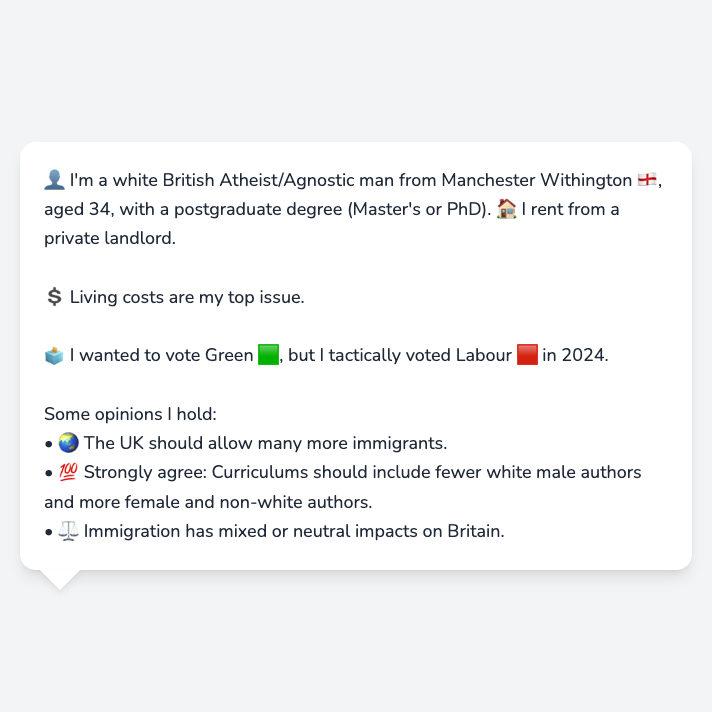 👤 I'm a white British Atheist/Agnostic man from Manchester Withington 🏴󠁧󠁢󠁥󠁮󠁧󠁿,
aged 34, with a postgraduate degree (Master's or PhD). 🏠 I rent from a
private landlord.
💲 Living costs are my top issue.
🗳️ I wanted to vote Green 🟩, but I tactically voted Labour 🟥 in 2024.
Some opinions I hold:
• 🌏 The UK should allow many more immigrants.
• 💯 Strongly agree: Curriculums should include fewer white male authors
and more female and non-white authors.
• ⚖️ Immigration has mixed or neutral impacts on Britain.